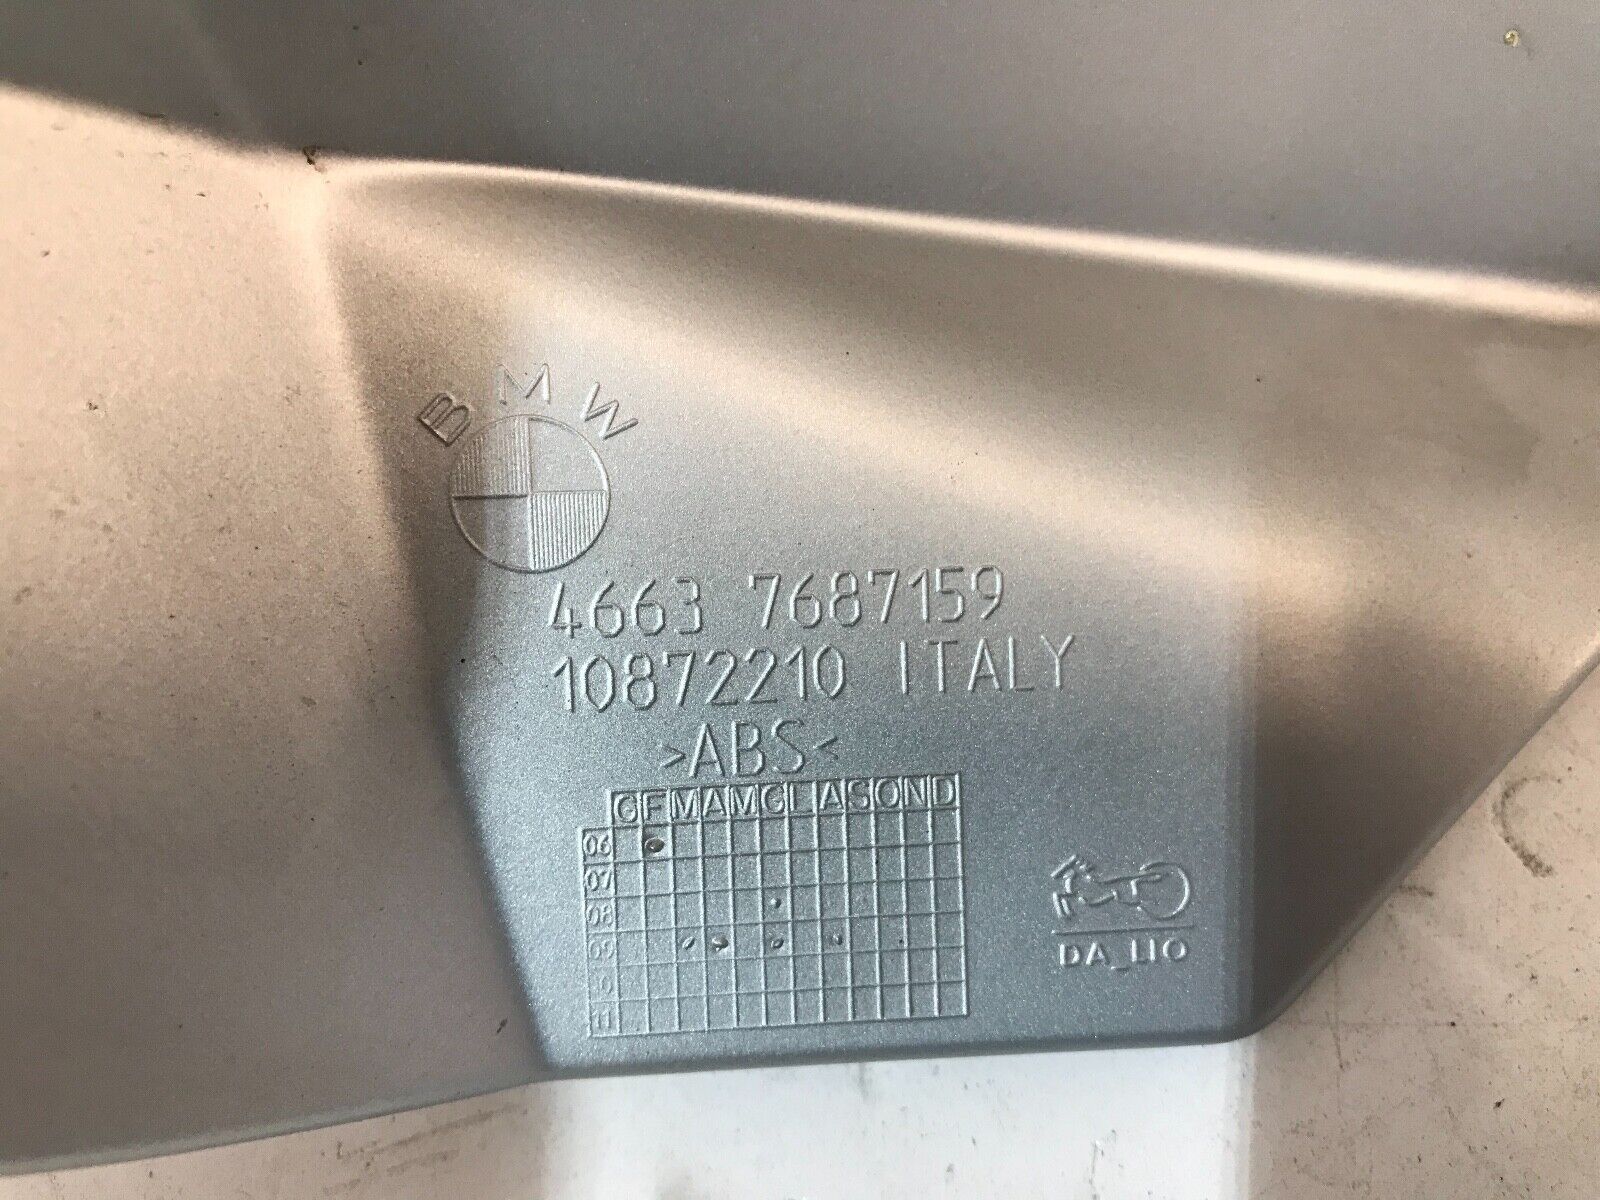 BMW
4663 7687159
10872210 ITALY
>ABS<
GFMAMGLASOND
06
07
08
09
10
11
DA_LIO